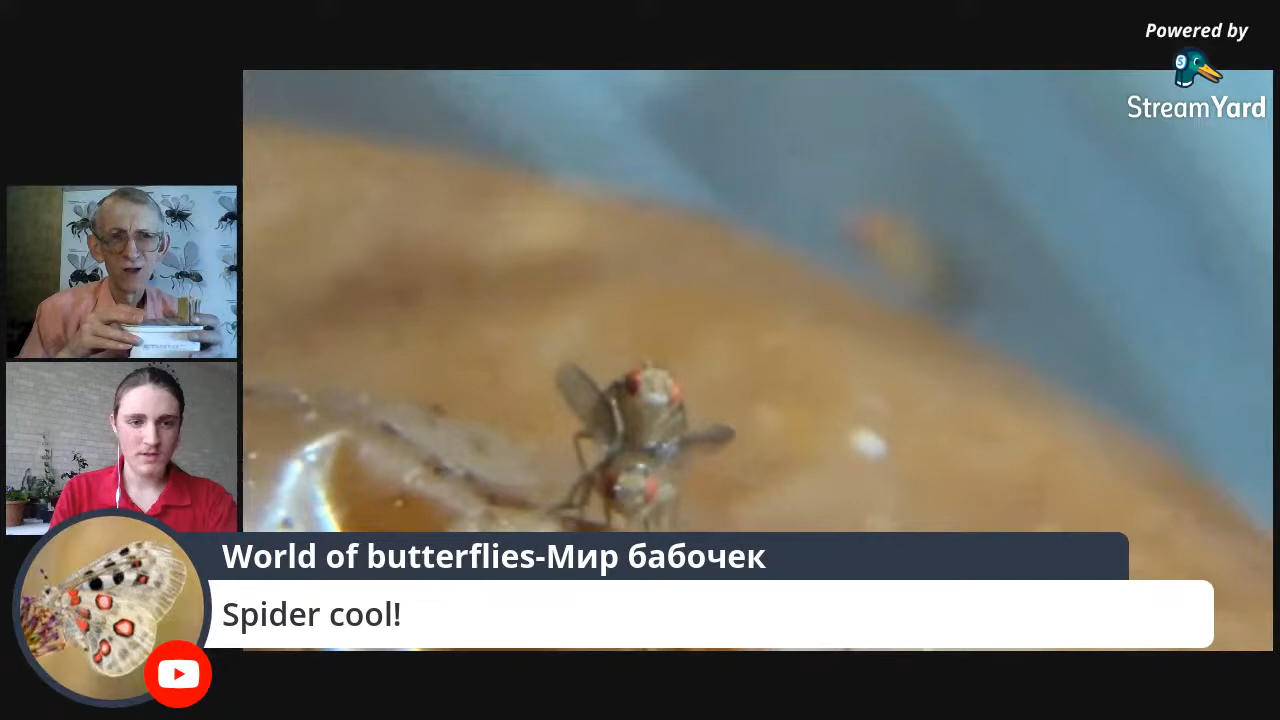 Powered by
StreamYard
World of butterflies-Мир бабочек
Spider cool!